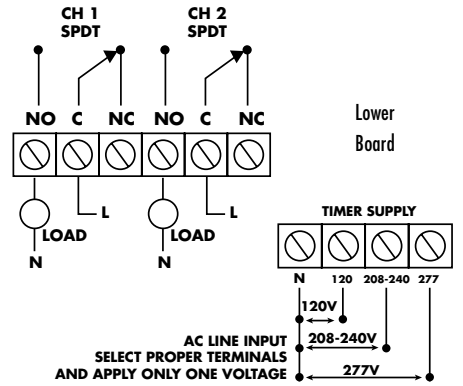 CH 1
SPDT
CH 2
SPDT
NO C NC NO C NC
Lower
Board
L
L
LOAD
LOAD
N
N
TIMER SUPPLY
N 120 208-240 277
120V
208-240V
277V
AC LINE INPUT
SELECT PROPER TERMINALS
AND APPLY ONLY ONE VOLTAGE